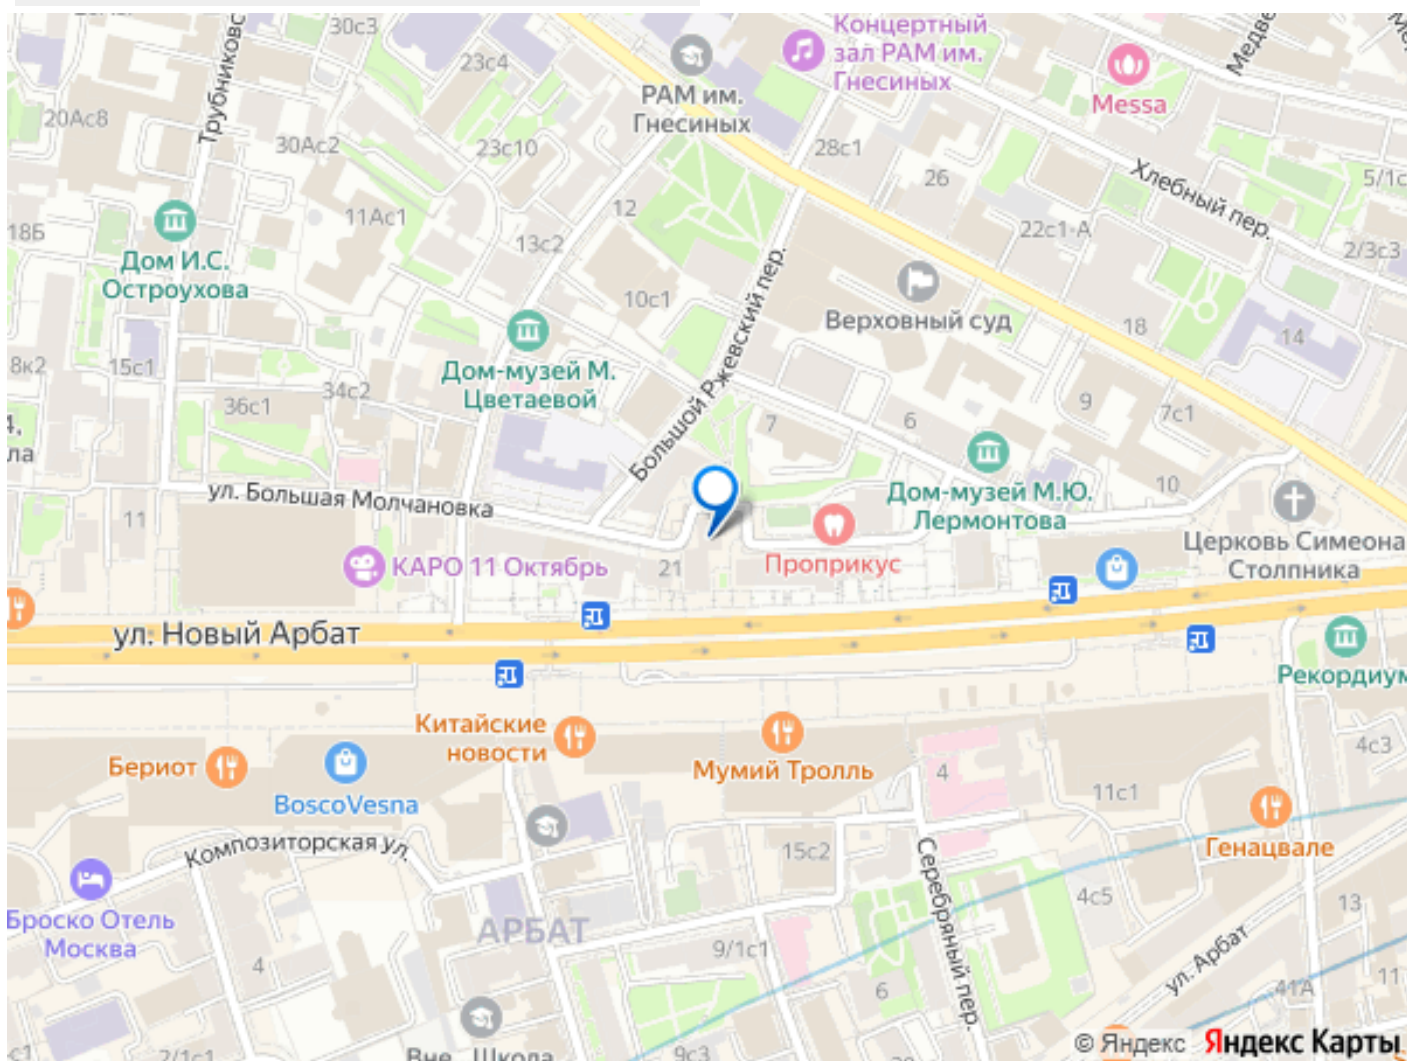 30с3
Трубниковс
23с4
Концертный
зал РАМ им.
Гнесиных
Медве
Messa
РАМ им.
Гнесиных
20Ас8
30Ас2
23с10
28с1
26
Хлебный пер.
5/1с
11Ас1
12
18Б
13с2
22с1-А
2/3с3
Дом И.С.
Остроухова
10с1
Верховный суд
18
14
8к2
15с1
34с2
36с1
Дом-музей М.
Цветаевой
Большой Ржевский пер.
7
6
9
7с1
4,
ла
ул. Большая Молчановка
11
10
Дом-музей М.Ю.
Лермонтова
Церковь Симеона
Столпника
КАРО 11 Октябрь
21
Проприкус
ул. Новый Арбат
Рекордиум
Китайские
новости
Бериот
Мумий Тролль
BoscoVesna
4
4с3
11с1
Композиторская ул.
15с2
Генацвале
Серебряный пер.
Броско Отель
Москва
АРБАТ
4с5
13
9/1с1
4
6
ул. Арбат
41А
11
с1
2/1с1
Вне
Школа
9с3
© Яндекс Яндекс Карты